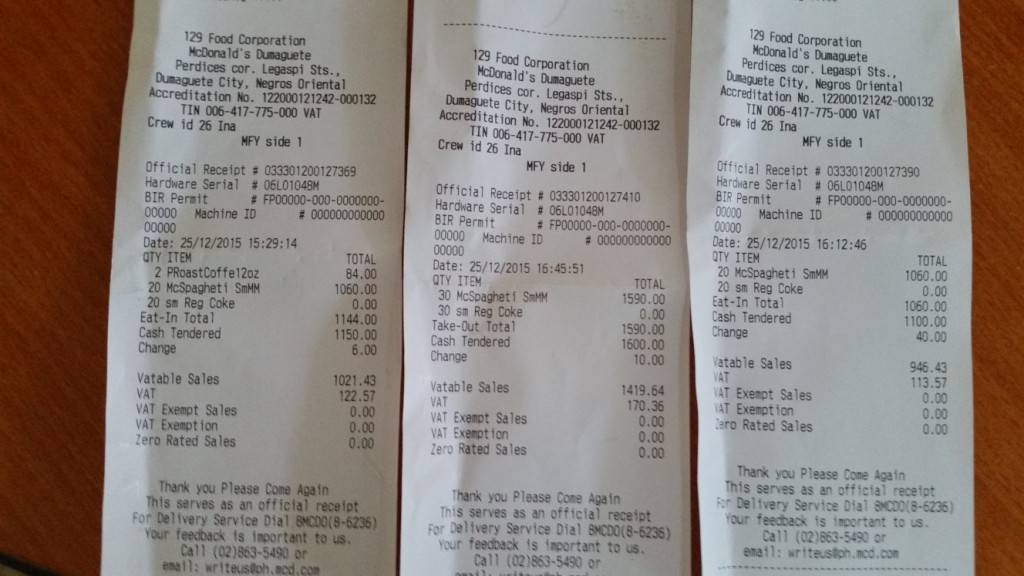 129 Food Corporation
McDonald's Dumaguete
Perdices cor. Legaspi Sts.,
Dumaguete City, Negros Oriental
Accreditation No. 122000121242-000132
TIN 006-417-775-000 VAT
Crew id 26 Ina
MFY side 1
Official Receipt # 033301200127369
Hardware Serial # 06L01048M
BIR Permit # FP00000-000-0000000-
00000 Machine ID # 000000000000
00000
Date: 25/12/2015 15:29:14
QTY ITEM TOTAL
2 PRoastCoffe12oz 84.00
20 McSpagheti SmMM 1060.00
20 sm Reg Coke 0.00
Eat-In Total 1144.00
Cash Tendered 1150.00
Change 6.00
Vatable Sales 1021.43
VAT 122.57
VAT Exempt Sales 0.00
VAT Exemption 0.00
Zero Rated Sales 0.00
Thank you Please Come Again
This serves as an official receipt
For Delivery Service Dial 8MCDO(8-6236)
Your feedback is important to us.
Call (02)863-5490 or
email: writeus@ph.mcd.com
129 Food Corporation
McDonald's Dumaguete
Perdices cor. Legaspi Sts.,
Dumaguete City, Negros Oriental
Accreditation No. 122000121242-000132
TIN 006-417-775-000 VAT
Crew id 26 Ina
MFY side 1
Official Receipt # 033301200127410
Hardware Serial # 06L01048M
BIR Permit # FP00000-000-0000000-
00000 Machine ID # 000000000000
00000
Date: 25/12/2015 16:45:51
QTY ITEM TOTAL
30 McSpagheti SmMM 1590.00
30 sm Reg Coke 0.00
Take-Out Total 1590.00
Cash Tendered 1600.00
Change 10.00
Vatable Sales 1419.64
VAT 170.36
VAT Exempt Sales 0.00
VAT Exemption 0.00
Zero Rated Sales 0.00
Thank you Please Come Again
This serves as an official receipt
For Delivery Service Dial 8MCDO(8-6236)
Your feedback is important to us.
Call (02)863-5490 or
129 Food Corporation
McDonald's Dumaguete
Perdices cor. Legaspi Sts.,
Dumaguete City, Negros Oriental
Accreditation No. 122000121242-000132
TIN 006-417-775-000 VAT
Crew id 26 Ina
MFY side 1
Official Receipt # 033301200127390
Hardware Serial # 06L01048M
BIR Permit # FP00000-000-0000000-
00000 Machine ID # 000000000000
00000
Date: 25/12/2015 16:12:46
QTY ITEM TOTAL
20 McSpagheti SmMM 1060.00
20 sm Reg Coke 0.00
Eat-In Total 1060.00
Cash Tendered 1100.00
Change 40.00
Vatable Sales 946.43
VAT 113.57
VAT Exempt Sales 0.00
VAT Exemption 0.00
Zero Rated Sales 0.00
Thank you Please Come Again
This serves as an official receipt
For Delivery Service Dial 8MCDO(8-6236)
Your feedback is important to us.
Call (02)863-5490 or
email: writeus@ph.mcd.com